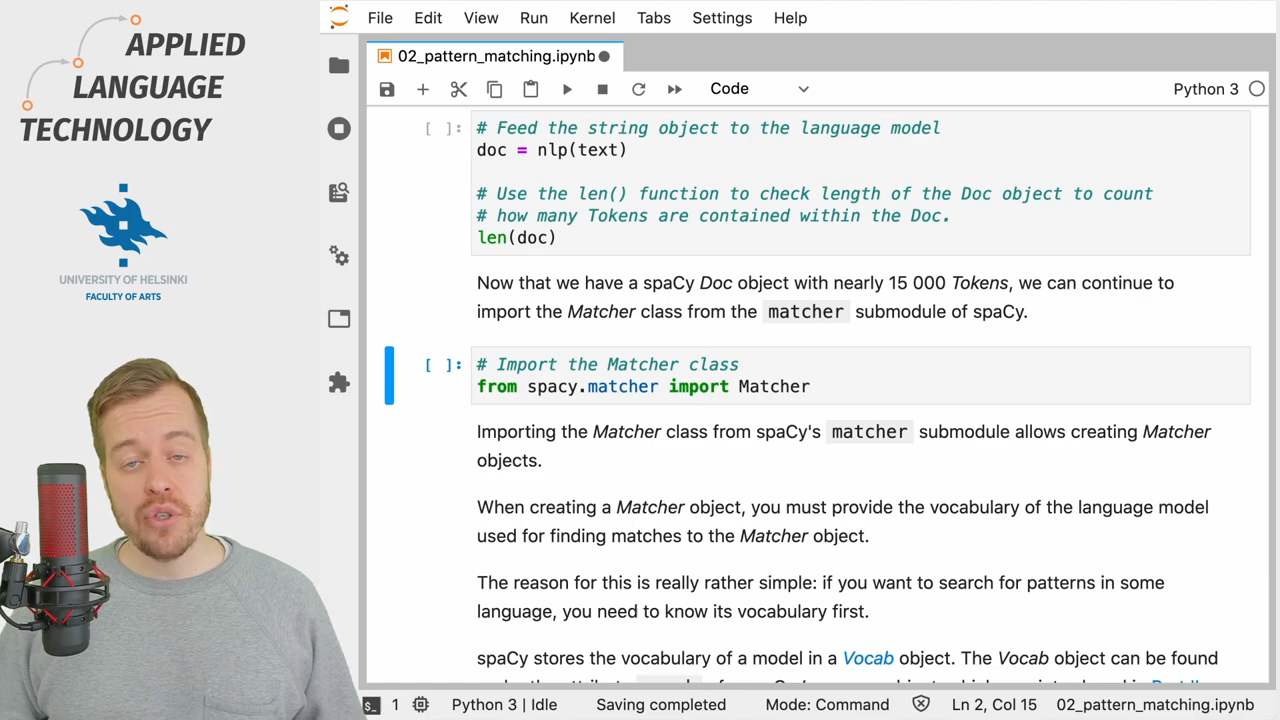 APPLIED
LANGUAGE
TECHNOLOGY
UNIVERSITY OF HELSINKI
FACULTY OF ARTS
File Edit View Run Kernel Tabs Settings Help
02_pattern_matching.ipynb
Code
Python 3
[ ]: # Feed the string object to the language model
doc = nlp(text)
# Use the len() function to check length of the Doc object to count
# how many Tokens are contained within the Doc.
len(doc)
Now that we have a spaCy Doc object with nearly 15 000 Tokens, we can continue to
import the Matcher class from the matcher submodule of spaCy.
[ ]: # Import the Matcher class
from spacy.matcher import Matcher
Importing the Matcher class from spaCy's matcher submodule allows creating Matcher
objects.
When creating a Matcher object, you must provide the vocabulary of the language model
used for finding matches to the Matcher object.
The reason for this is really rather simple: if you want to search for patterns in some
language, you need to know its vocabulary first.
spaCy stores the vocabulary of a model in a Vocab object. The Vocab object can be found
1 Python 3 | Idle Saving completed Mode: Command Ln 2, Col 15 02_pattern_matching.ipynb